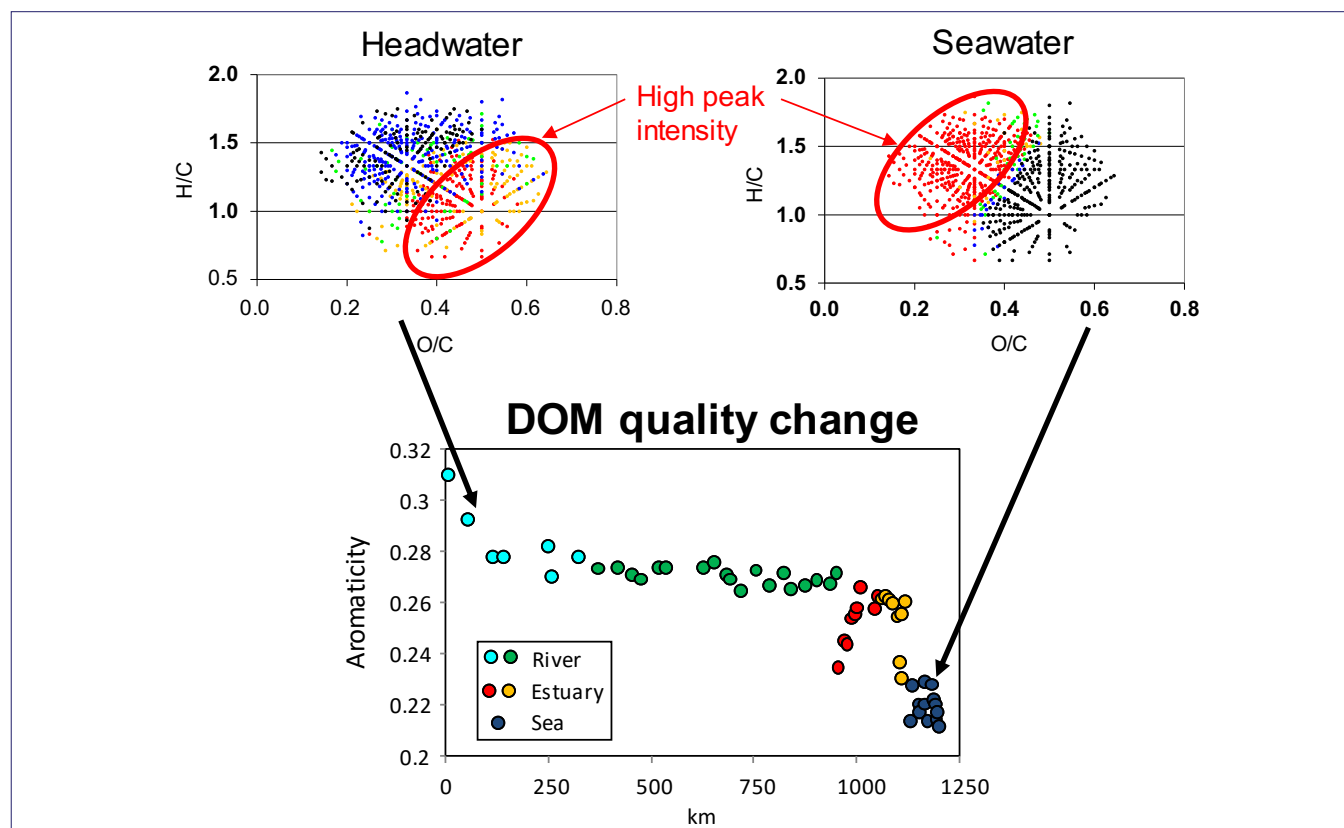 Headwater
Seawater
High peak
intensity
2.0
1.5
1.0
0.5
H/C
0.0
0.2
0.4
0.6
0.8
O/C
2.0
1.5
1.0
0.5
H/C
0.0
0.2
0.4
0.6
0.8
O/C
DOM quality change
0.32
0.3
0.28
0.26
0.24
0.22
0.2
Aromaticity
River
Estuary
Sea
0
250
500
750
1000
1250
km